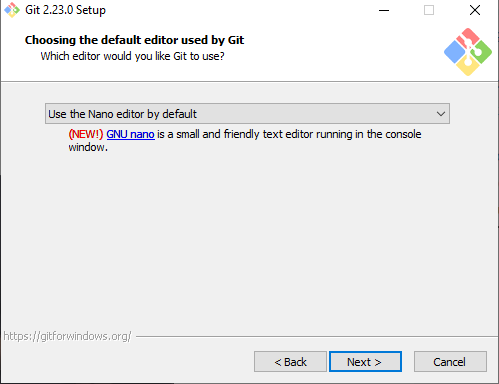 Git 2.23.0 Setup
Choosing the default editor used by Git
Which editor would you like Git to use?
Use the Nano editor by default
(NEW!) GNU nano is a small and friendly text editor running in the console
window.
https://gitforwindows.org/
< Back
Next >
Cancel